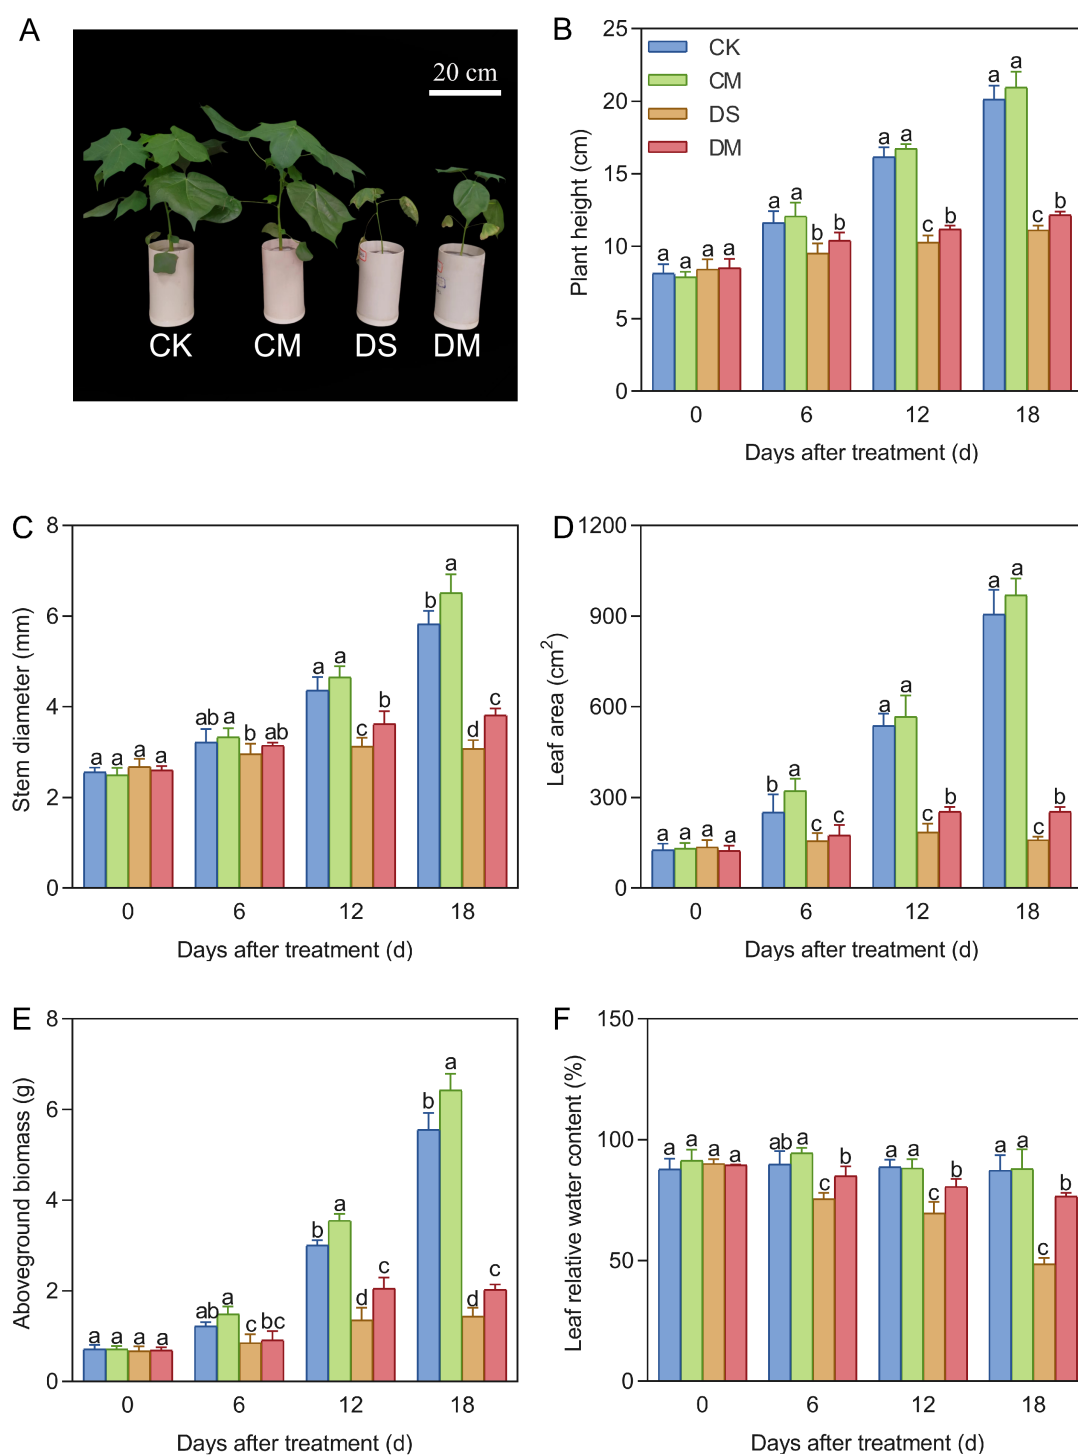 A
20 cm
CK CM DS DM
B
Plant height (cm)
25
20
15
10
5
0
CK
CM
DS
DM
a a a a a a b b a a c b a a c b
0 6 12 18
Days after treatment (d)
C
Stem diameter (mm)
8
6
4
2
0
a a a a ab a b ab a a c b b a d c
0 6 12 18
Days after treatment (d)
D
Leaf area (cm²)
1200
900
600
300
0
a a a a b a c c a a c b a a c b
0 6 12 18
Days after treatment (d)
E
Aboveground biomass (g)
8
6
4
2
0
a a a a ab a c bc b a d c b a d c
0 6 12 18
Days after treatment (d)
F
Leaf relative water content (%)
150
100
50
0
a a a a ab a c b a a c b a a c b
0 6 12 18
Days after treatment (d)